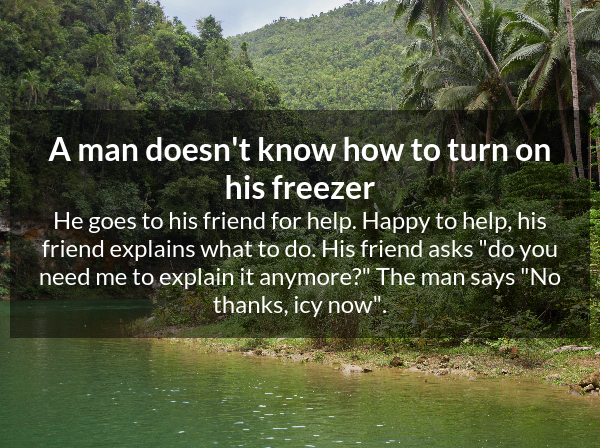 A man doesn't know how to turn on
his freezer
He goes to his friend for help. Happy to help, his
friend explains what to do. His friend asks "do you
need me to explain it anymore?" The man says "No
thanks, icy now".